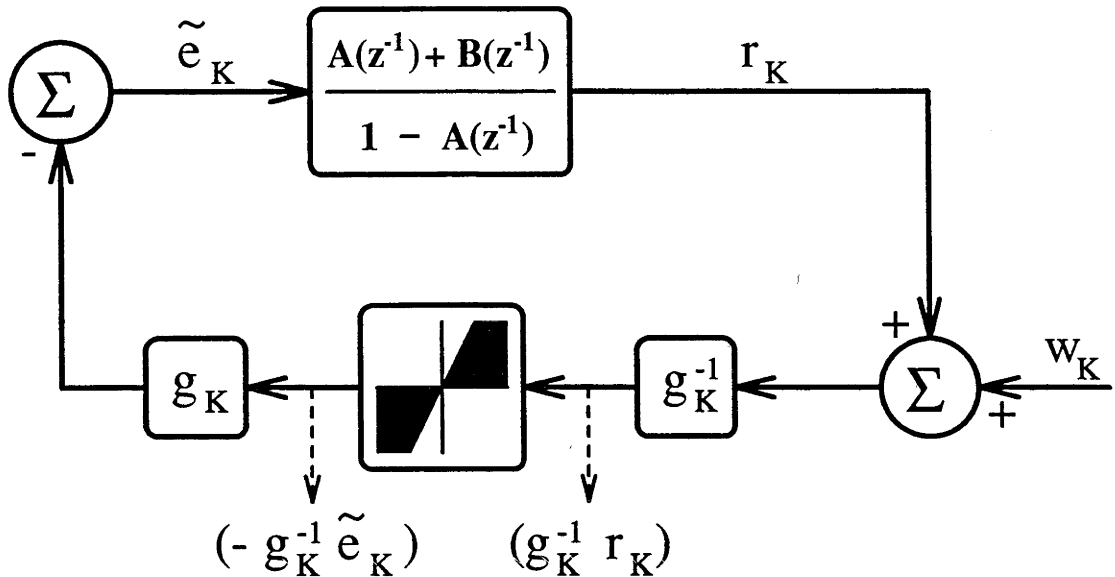 ẽ_K
A(z⁻¹)+ B(z⁻¹)
1 − A(z⁻¹)
r_K
Σ
-
+
w_K
+
g_K
g_K⁻¹
Σ
(- g_K⁻¹ ẽ_K)
(g_K⁻¹ r_K)